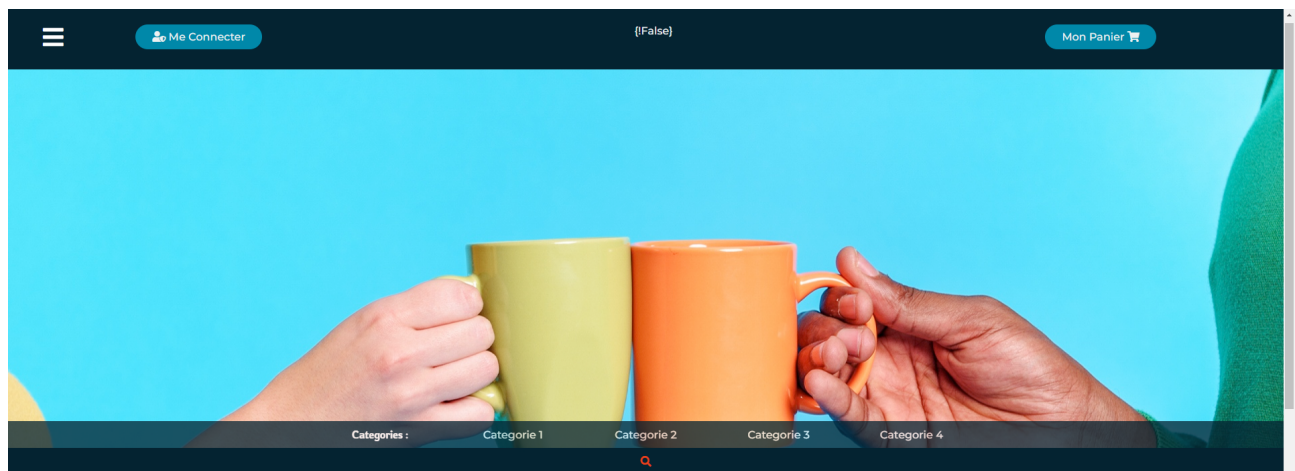 Me Connecter
{!False}
Mon Panier
Categories :
Categorie 1
Categorie 2
Categorie 3
Categorie 4